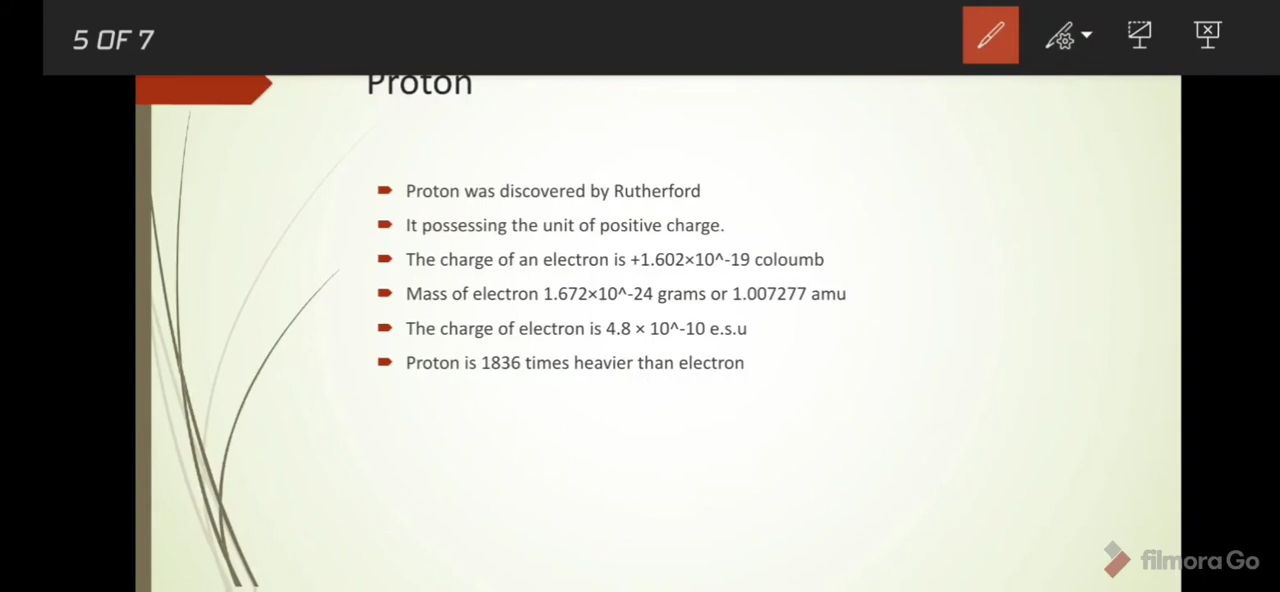 5 OF 7
Proton
Proton was discovered by Rutherford
It possessing the unit of positive charge.
The charge of an electron is +1.602×10^-19 coloumb
Mass of electron 1.672×10^-24 grams or 1.007277 amu
The charge of electron is 4.8 × 10^-10 e.s.u
Proton is 1836 times heavier than electron
filmora Go